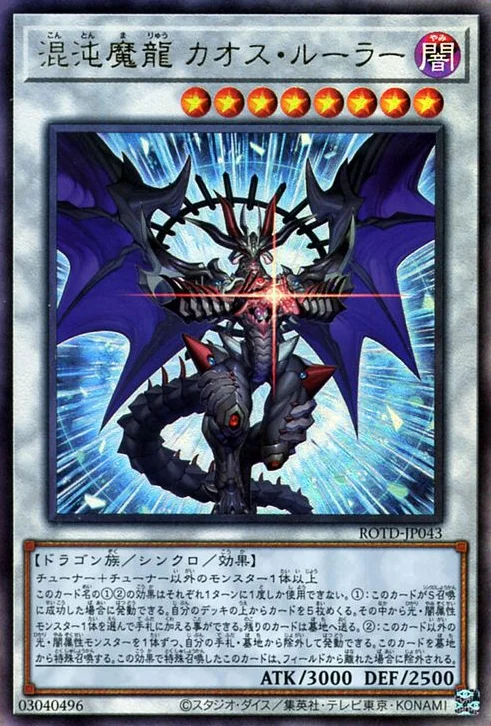 混沌魔龍 カオス・ルーラー
闇
ROTD-JP043
【ドラゴン族／シンクロ／効果】
チューナー＋チューナー以外のモンスター1体以上
このカード名の①②の効果はそれぞれ1ターンに1度しか使用できない。①：このカードがS召喚
に成功した場合に発動できる。自分のデッキの上からカードを5枚めくる。その中から光・闇属性
モンスター1体を選んで手札に加える事ができる。残りのカードは墓地へ送る。②：このカード以外の
光・闇属性モンスターを1体ずつ、自分の手札・墓地から除外して発動できる。このカードを墓地
から特殊召喚する。この効果で特殊召喚したこのカードは、フィールドから離れた場合に除外される。
ATK/3000 DEF/2500
03040496
©スタジオ・ダイス／集英社・テレビ東京・KONAMI